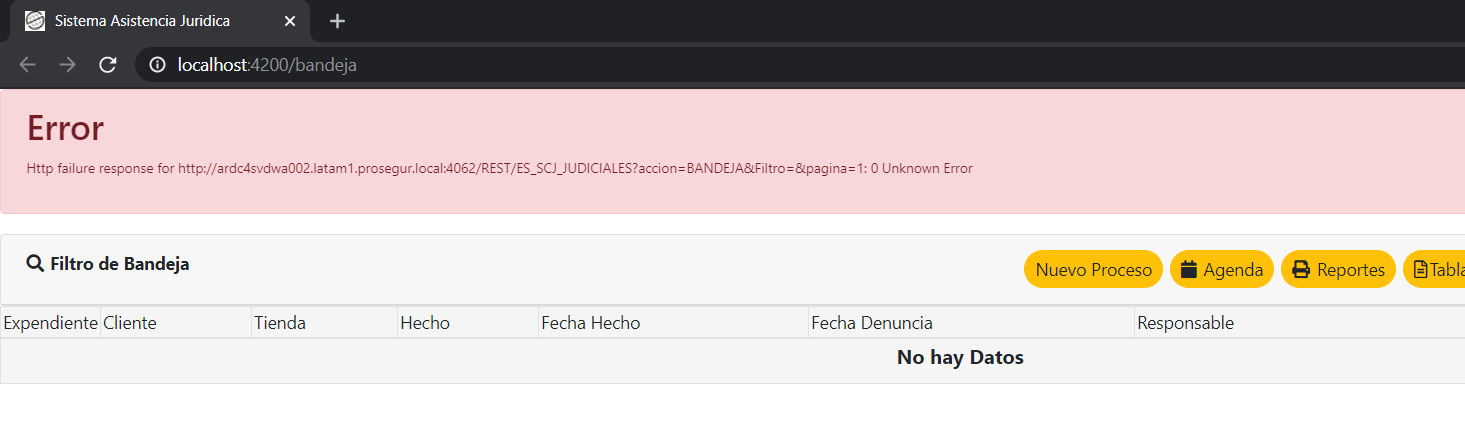 Sistema Asistencia Juridica
localhost:4200/bandeja
Error
Http failure response for http://ardc4svdwa002.latam1.prosegur.local:4062/REST/ES_SCJ_JUDICIALES?accion=BANDEJA&Filtro=&pagina=1: 0 Unknown Error
Filtro de Bandeja Nuevo Proceso Agenda Reportes Tabla
Expendiente Cliente Tienda Hecho Fecha Hecho Fecha Denuncia Responsable
No hay Datos